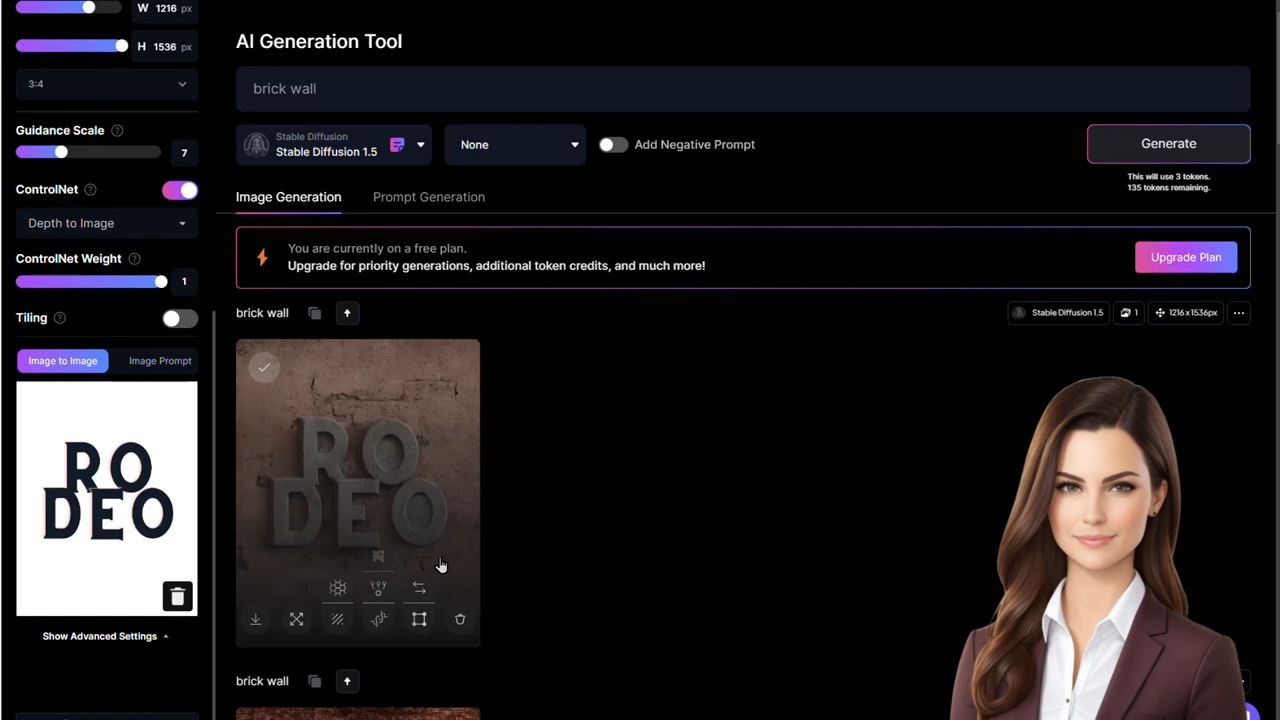 W 1216 px
H 1536 px
3:4
Guidance Scale ?
7
ControlNet ?
Depth to Image
ControlNet Weight ?
1
Tiling ?
Image to Image Image Prompt
RO
DEO
Show Advanced Settings
AI Generation Tool
brick wall
Stable Diffusion
Stable Diffusion 1.5
None
Add Negative Prompt
Generate
This will use 3 tokens.
135 tokens remaining.
Image Generation Prompt Generation
You are currently on a free plan.
Upgrade for priority generations, additional token credits, and much more!
Upgrade Plan
brick wall
Stable Diffusion 1.5 1 1216 x 1536px
RO
DEO
brick wall